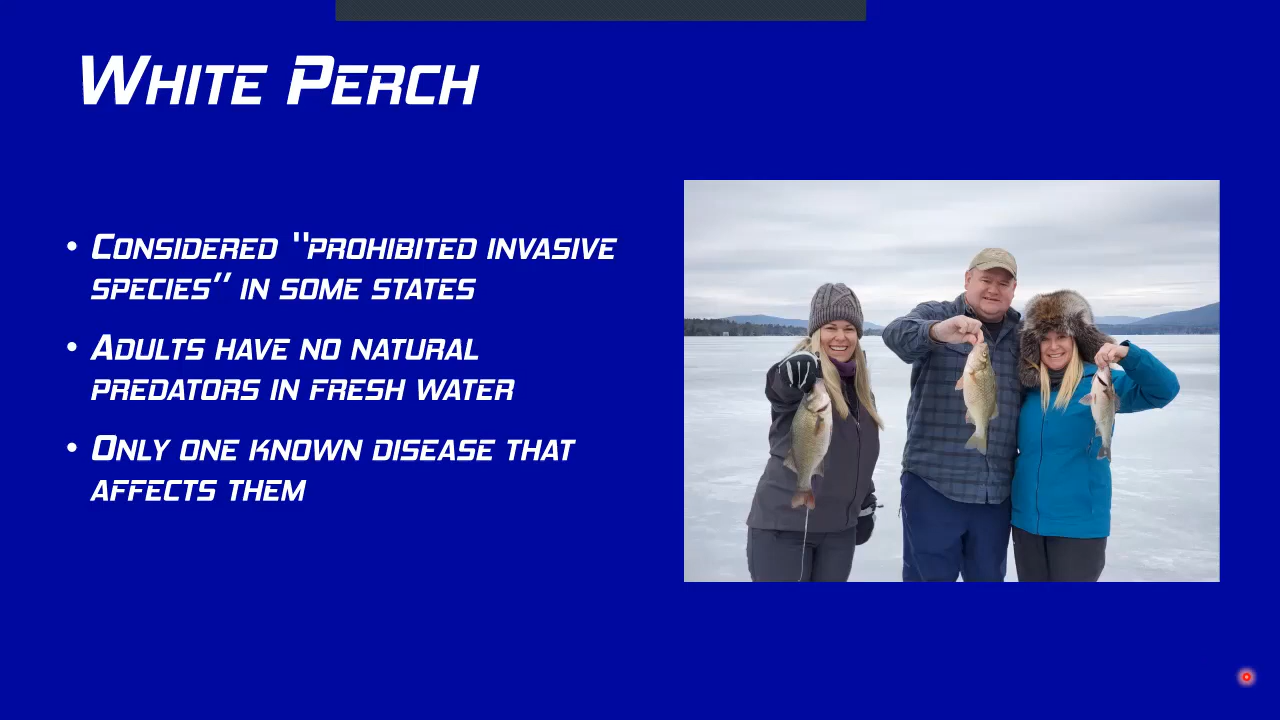 White Perch
• Considered "prohibited invasive
species" in some states
• Adults have no natural
predators in fresh water
• Only one known disease that
affects them